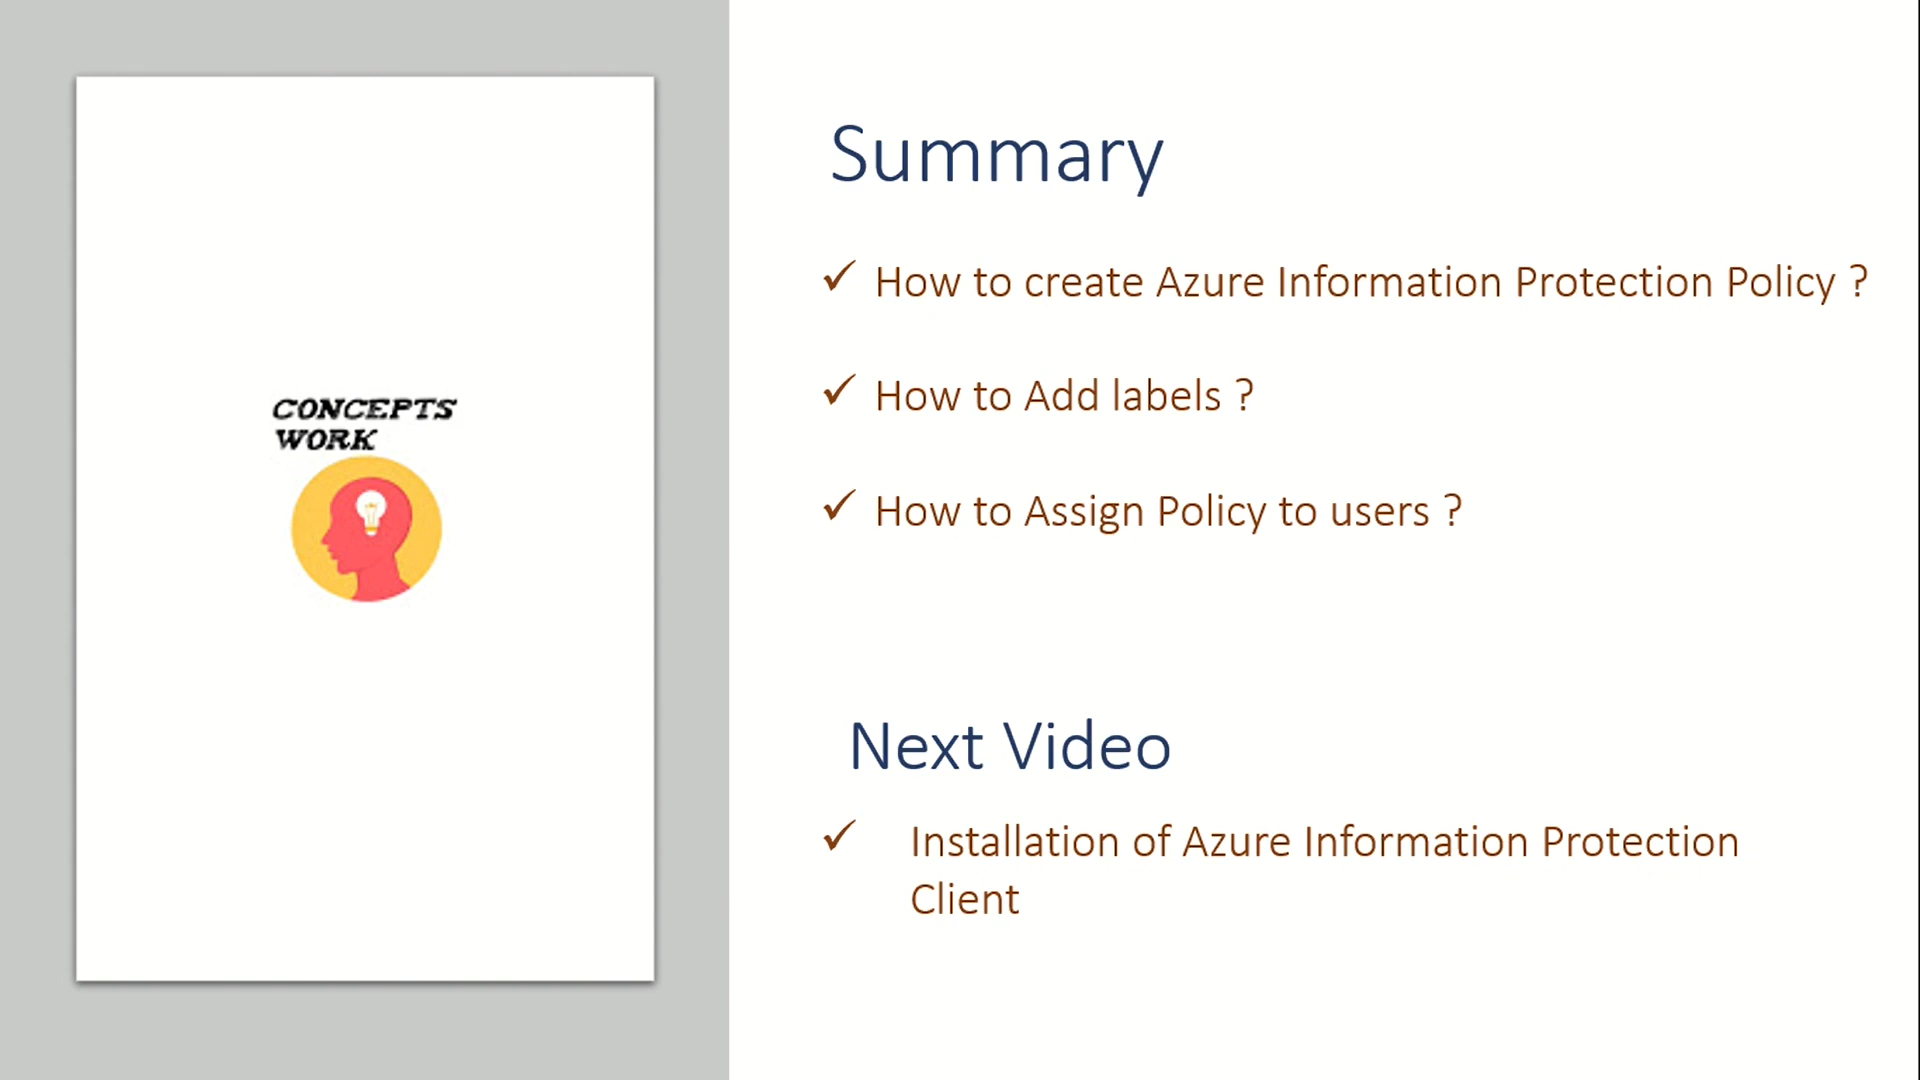 CONCEPTS
WORK
Summary
✓ How to create Azure Information Protection Policy ?
✓ How to Add labels ?
✓ How to Assign Policy to users ?
Next Video
✓ Installation of Azure Information Protection
Client